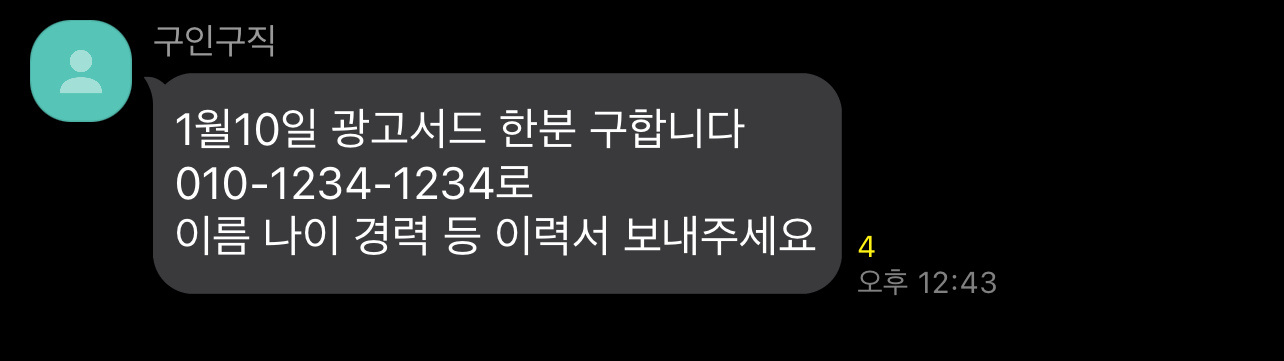 구인구직
1월10일 광고서드 한분 구합니다
010-1234-1234로
이름 나이 경력 등 이력서 보내주세요
4
오후 12:43